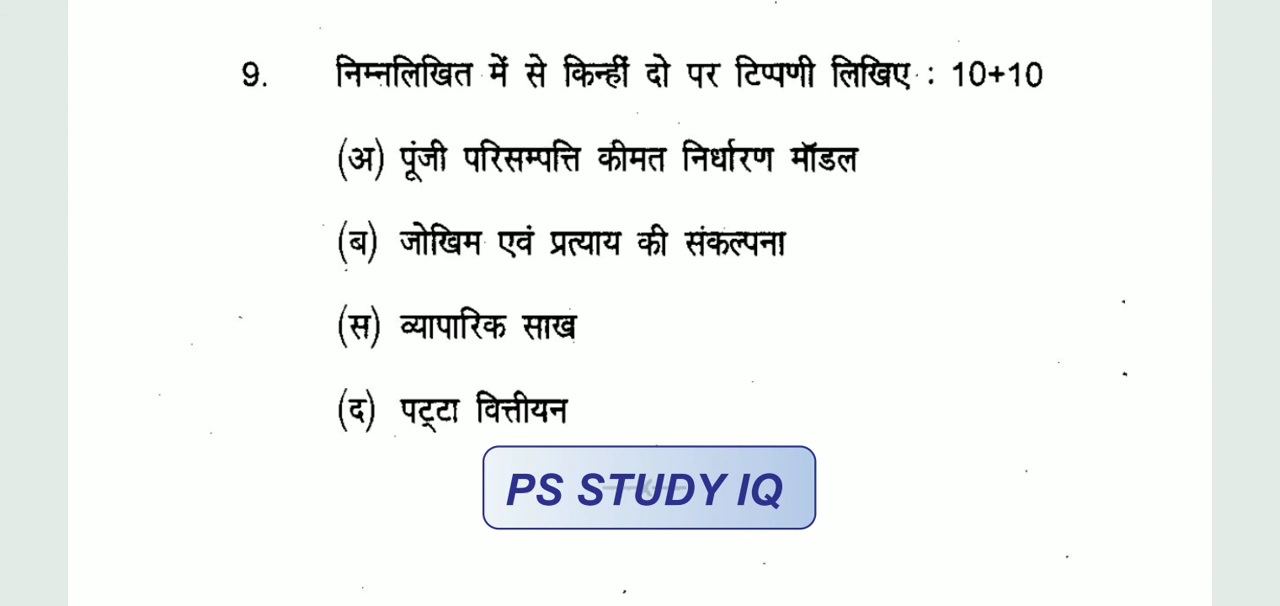 9. निम्नलिखित में से किन्हीं दो पर टिप्पणी लिखिए : 10+10
(अ) पूंजी परिसम्पत्ति कीमत निर्धारण मॉडल
(ब) जोखिम एवं प्रत्याय की संकल्पना
(स) व्यापारिक साख
(द) पट्टा वित्तीयन
PS STUDY IQ